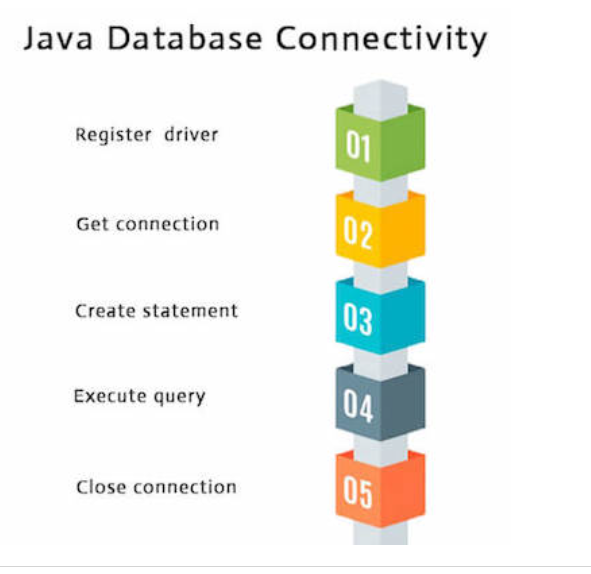 Java Database Connectivity
Register driver 01
Get connection 02
Create statement 03
Execute query 04
Close connection 05